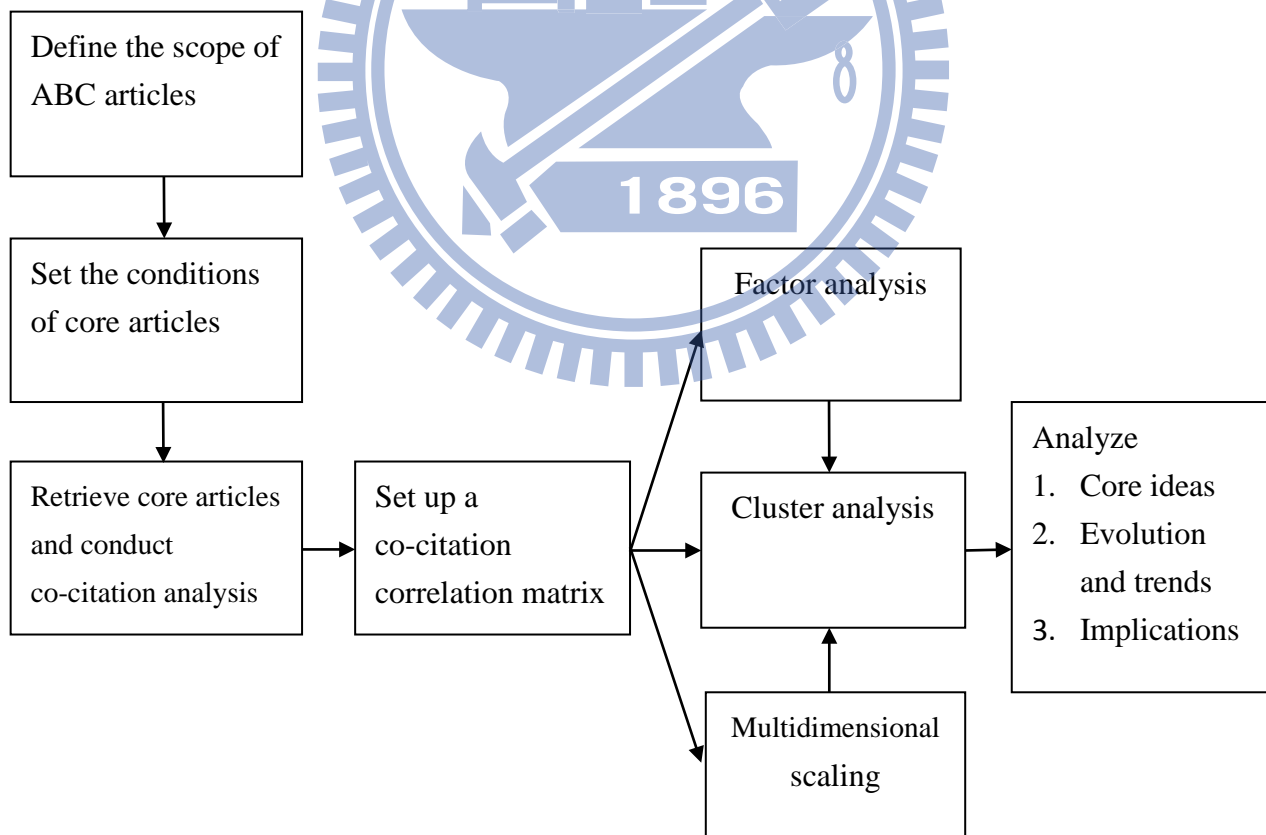 Define the scope of
ABC articles
1896
Set the conditions
of core articles
Factor analysis
Retrieve core articles
and conduct
co-citation analysis
Set up a
co-citation
correlation matrix
Cluster analysis
Analyze
1. Core ideas
2. Evolution
and trends
3. Implications
Multidimensional
scaling